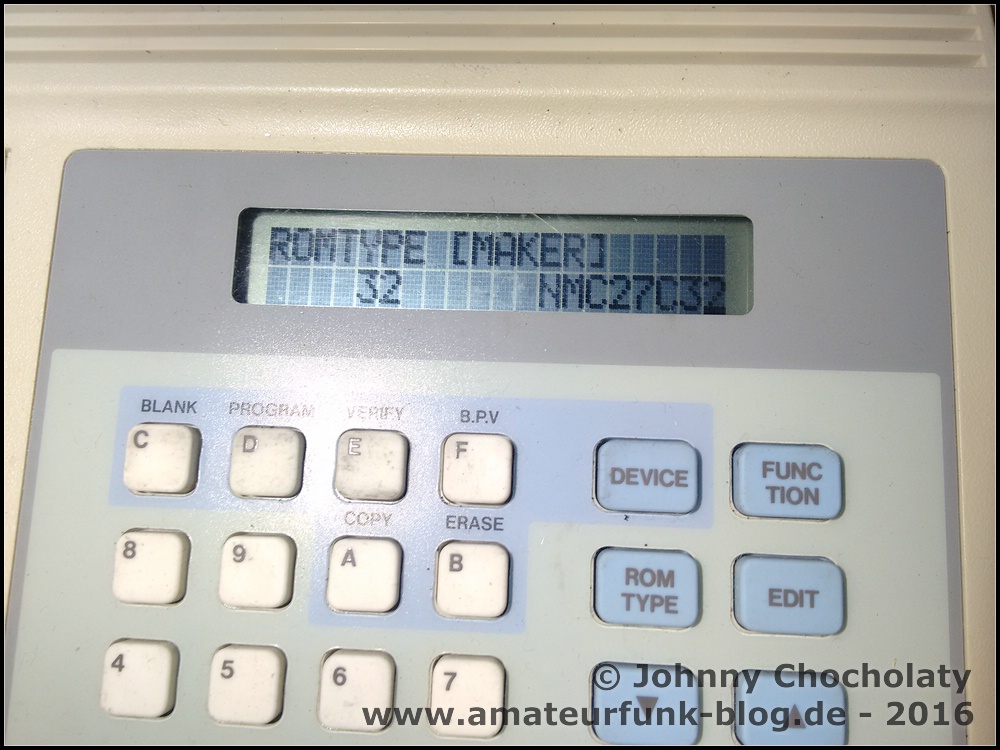 ROMTYPE [MAKER]
32 NMC27C32
BLANK PROGRAM VERIFY B.P.V
C D E F DEVICE FUNC TION
COPY ERASE
8 9 A B ROM TYPE EDIT
4 5 6 7
© Johnny Chocholaty
www.amateurfunk-blog.de - 2016